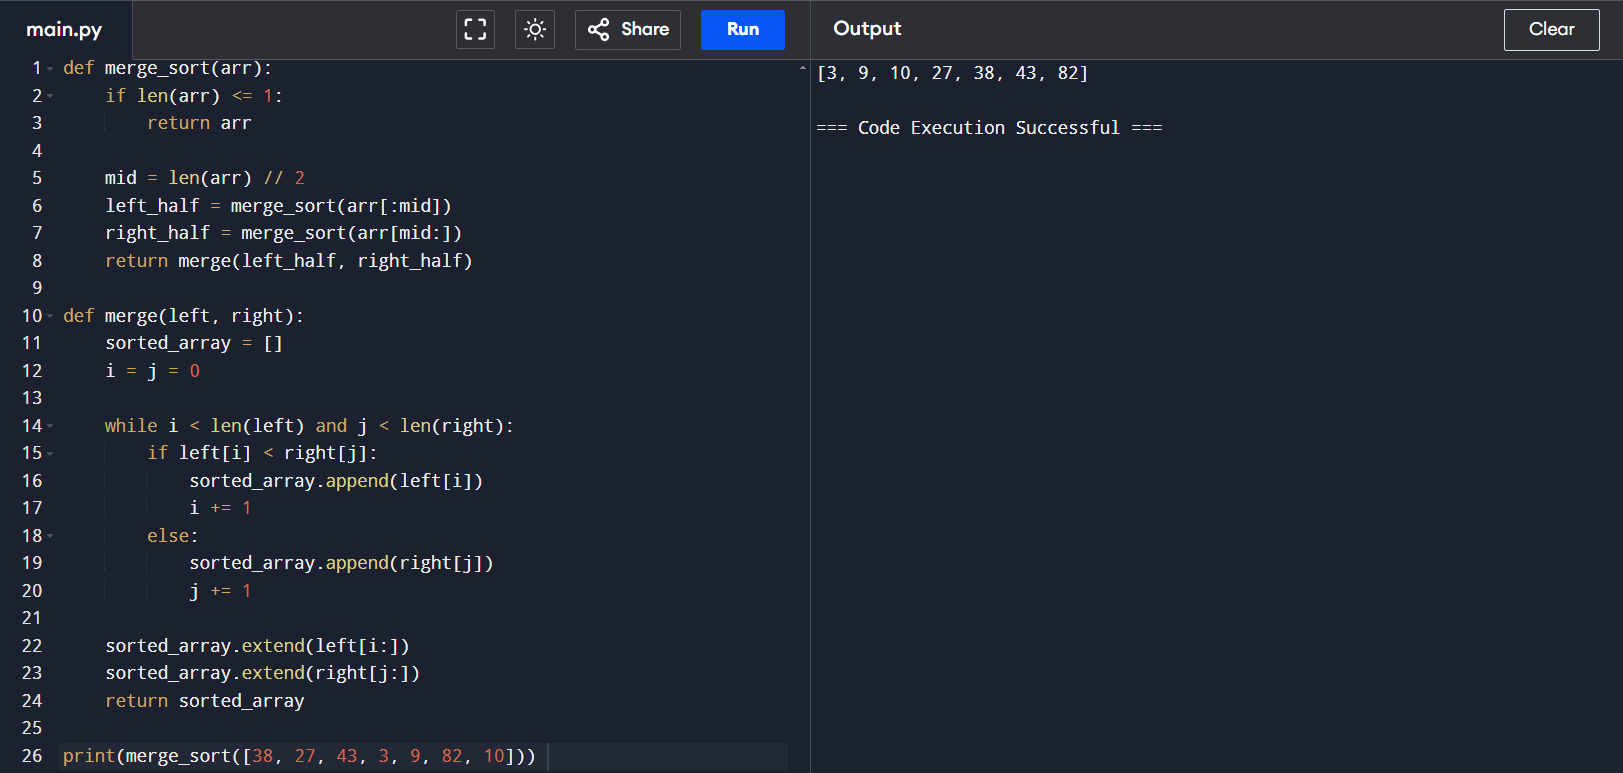 main.py
Share
Run
Output
Clear
1 def merge_sort(arr):
2     if len(arr) <= 1:
3         return arr
4
5     mid = len(arr) // 2
6     left_half = merge_sort(arr[:mid])
7     right_half = merge_sort(arr[mid:])
8     return merge(left_half, right_half)
9
10 def merge(left, right):
11     sorted_array = []
12     i = j = 0
13
14     while i < len(left) and j < len(right):
15         if left[i] < right[j]:
16             sorted_array.append(left[i])
17             i += 1
18         else:
19             sorted_array.append(right[j])
20             j += 1
21
22     sorted_array.extend(left[i:])
23     sorted_array.extend(right[j:])
24     return sorted_array
25
26 print(merge_sort([38, 27, 43, 3, 9, 82, 10]))
[3, 9, 10, 27, 38, 43, 82]
=== Code Execution Successful ===